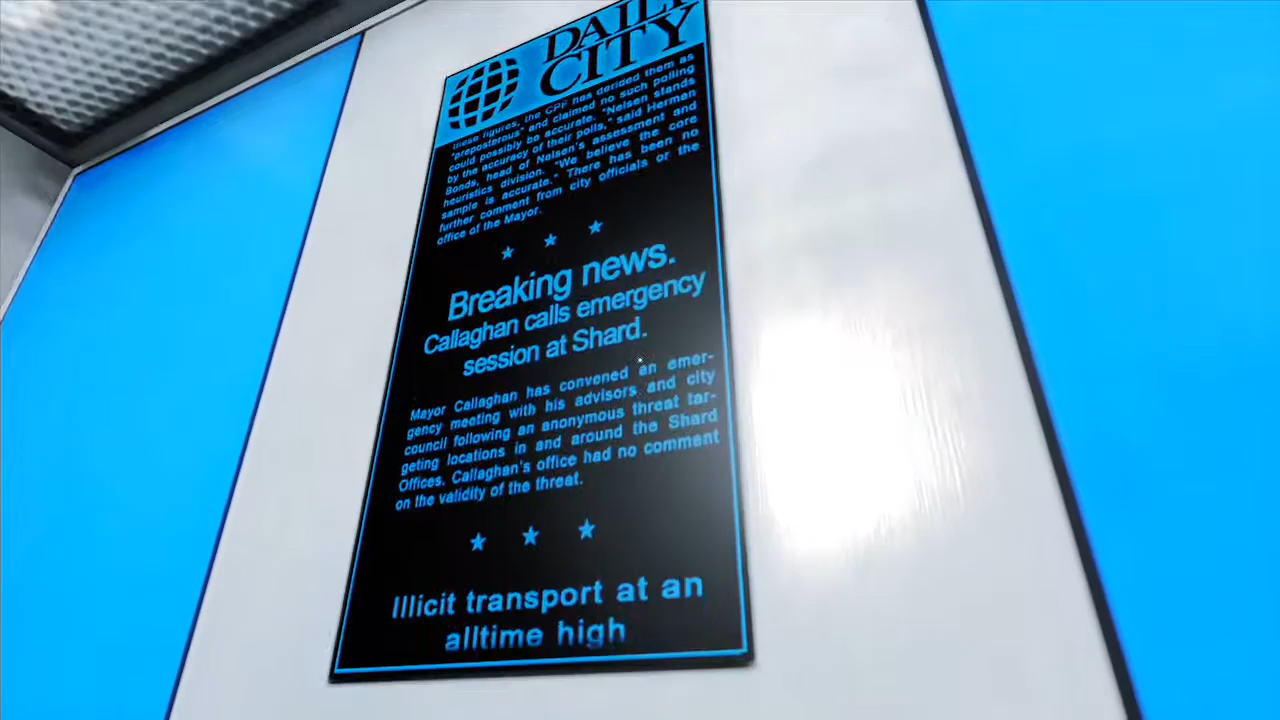 DAILY
CITY
these figures, the CPF has derided them as
"preposterous" and claimed no such polling
could possibly be accurate. "Nelsen stands
by the accuracy of their polls," said Herman
Bonds, head of Nelsen's assessment and
heuristics division. "We believe the core
sample is accurate." There has been no
further comment from city officials or the
office of the Mayor.
Breaking news.
Callaghan calls emergency
session at Shard.
Mayor Callaghan has convened an emer-
gency meeting with his advisors and city
council following an anonymous threat tar-
geting locations in and around the Shard
Offices. Callaghan's office had no comment
on the validity of the threat.
Illicit transport at an
alltime high